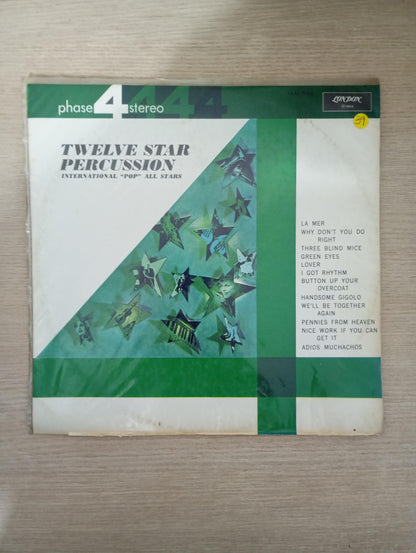 phase 4 stereo 444
LONDON
TWELVE STAR
PERCUSSION
INTERNATIONAL "POP" ALL STARS
LA MER
WHY DON'T YOU DO
RIGHT
THREE BLIND MICE
GREEN EYES
LOVER
I GOT RHYTHM
BUTTON UP YOUR
OVERCOAT
HANDSOME GIGOLO
WE'LL BE TOGETHER
AGAIN
PENNIES FROM HEAVEN
NICE WORK IF YOU CAN
GET IT
ADIOS MUCHACHOS